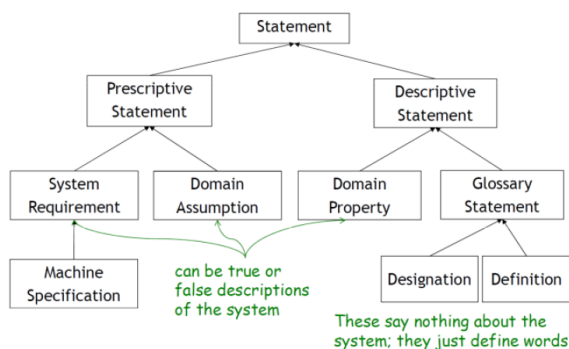 Statement
Prescriptive
Statement
Descriptive
Statement
System
Requirement
Domain
Assumption
Domain
Property
Glossary
Statement
Machine
Specification
can be true or
false descriptions
of the system
Designation
Definition
These say nothing about the
system; they just define words